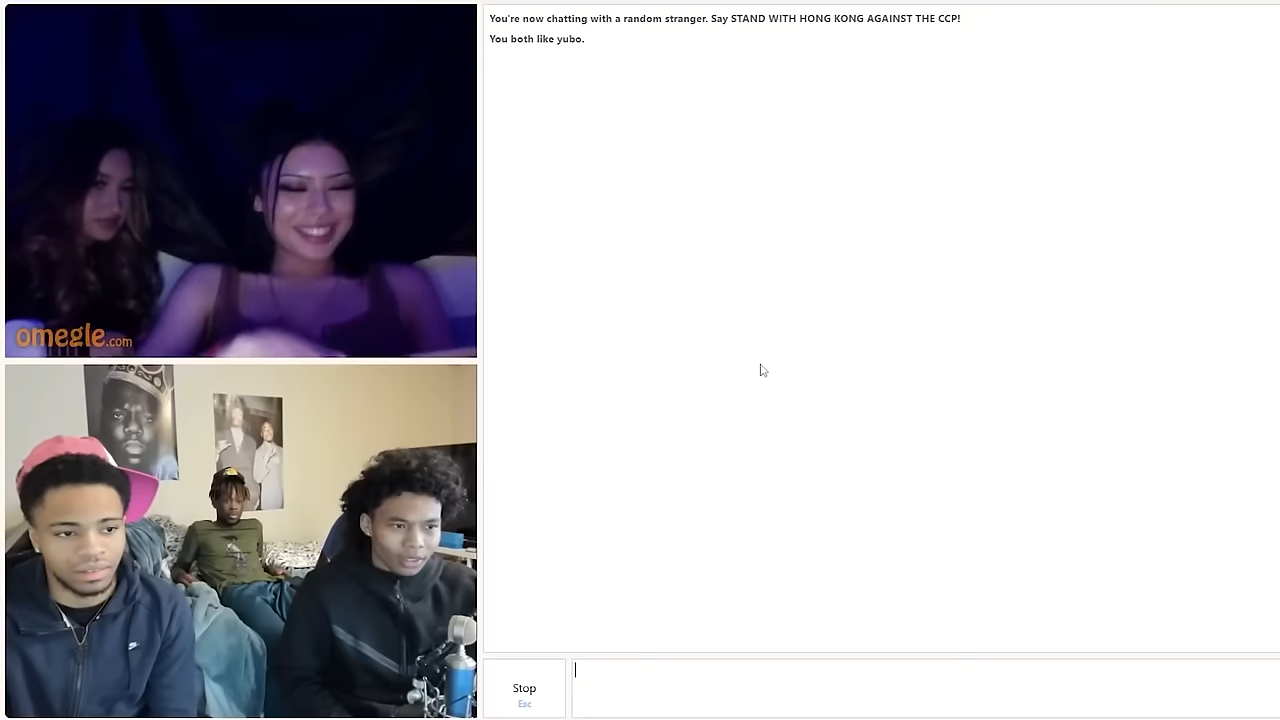 You're now chatting with a random stranger. Say STAND WITH HONG KONG AGAINST THE CCP!
You both like yubo.
omegle.com
Stop
Esc